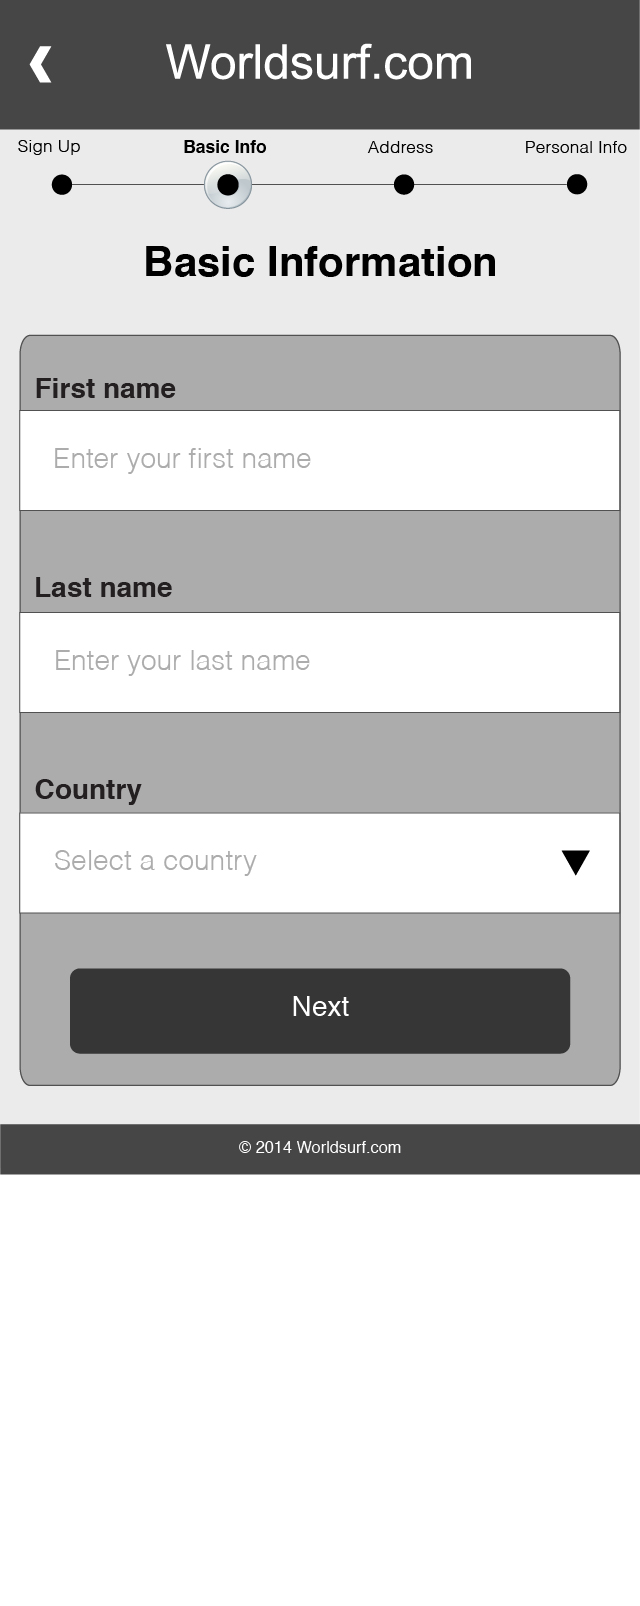 Worldsurf.com
Sign Up
Basic Info
Address
Personal Info
Basic Information
First name
Enter your first name
Last name
Enter your last name
Country
Select a country
Next
© 2014 Worldsurf.com